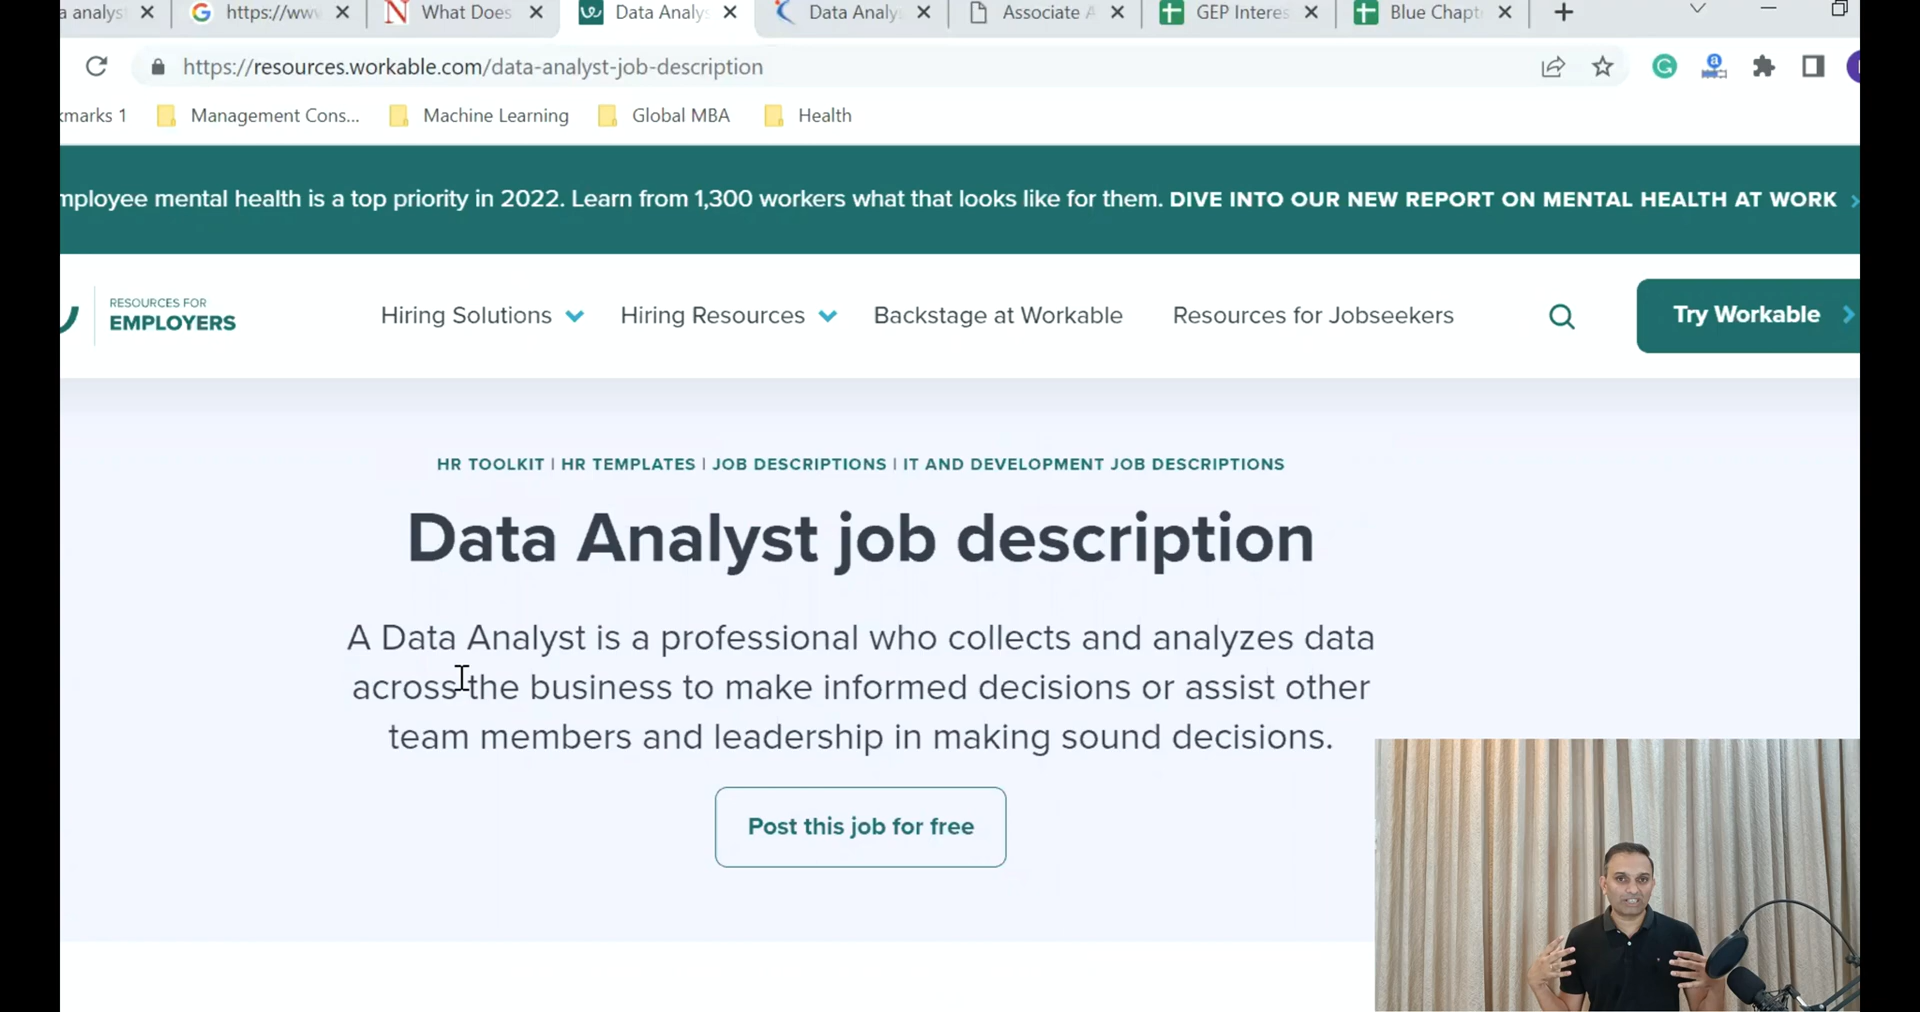 a analyst
https://www
What Does
Data Analys
Data Analy
Associate A
GEP Interes
Blue Chapt
https://resources.workable.com/data-analyst-job-description
kmarks 1
Management Cons...
Machine Learning
Global MBA
Health
mployee mental health is a top priority in 2022. Learn from 1,300 workers what that looks like for them. DIVE INTO OUR NEW REPORT ON MENTAL HEALTH AT WORK
RESOURCES FOR
EMPLOYERS
Hiring Solutions
Hiring Resources
Backstage at Workable
Resources for Jobseekers
Try Workable
HR TOOLKIT | HR TEMPLATES | JOB DESCRIPTIONS | IT AND DEVELOPMENT JOB DESCRIPTIONS
Data Analyst job description
A Data Analyst is a professional who collects and analyzes data
across the business to make informed decisions or assist other
team members and leadership in making sound decisions.
Post this job for free